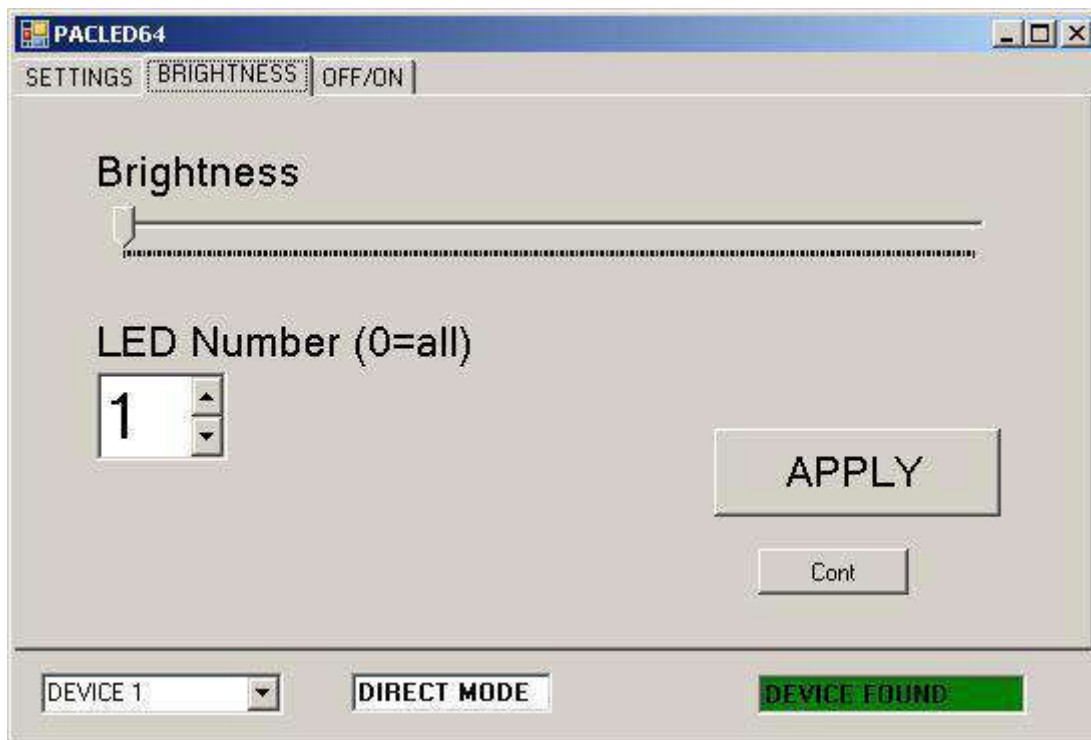 PACLED64
SETTINGS BRIGHTNESS OFF/ON
Brightness
LED Number (0=all)
1
APPLY
Cont
DEVICE 1 DIRECT MODE DEVICE FOUND